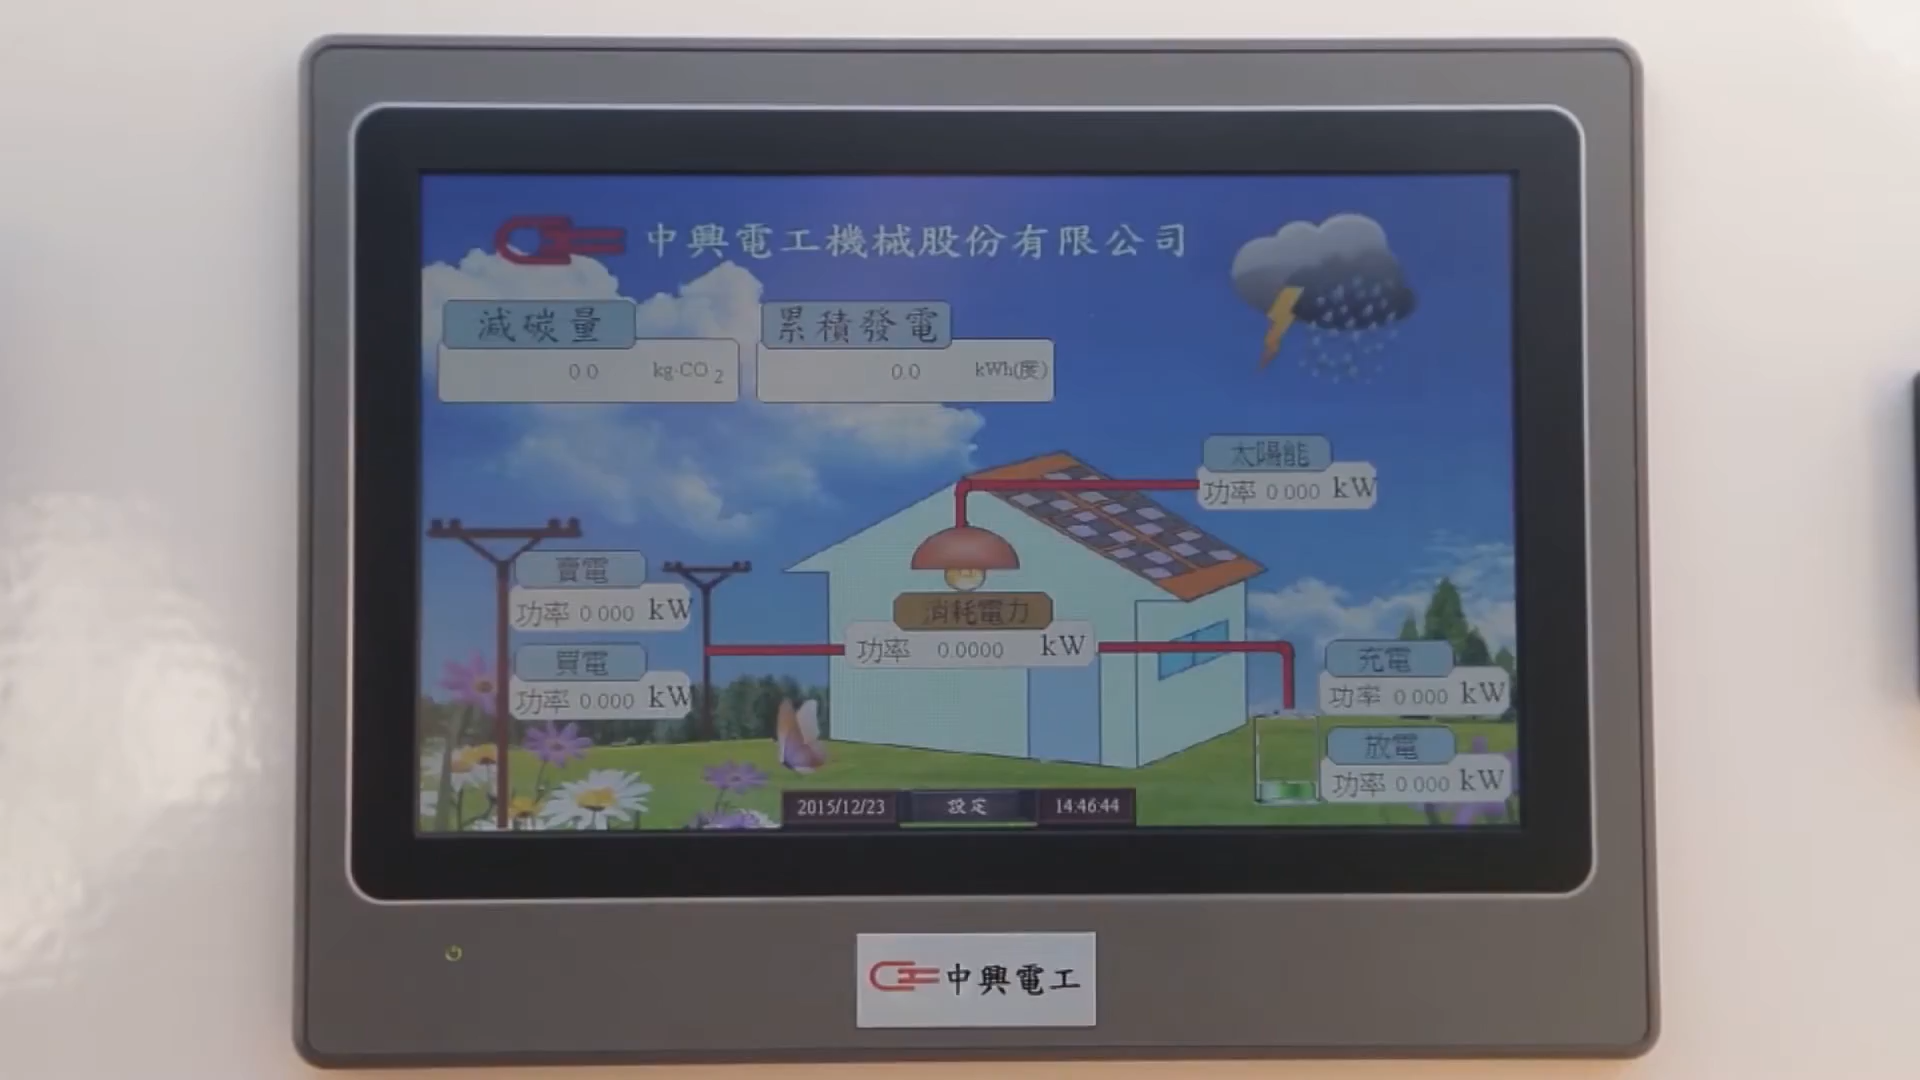 中興電工機械股份有限公司
減碳量
0.0 kg·CO2
累積發電
0.0 kWh(度)
太陽能
功率 0.000 kW
賣電
功率 0.000 kW
買電
功率 0.000 kW
消耗電力
功率 0.0000 kW
充電
功率 0.000 kW
放電
功率 0.000 kW
2015/12/23 設定 14:46:44
中興電工